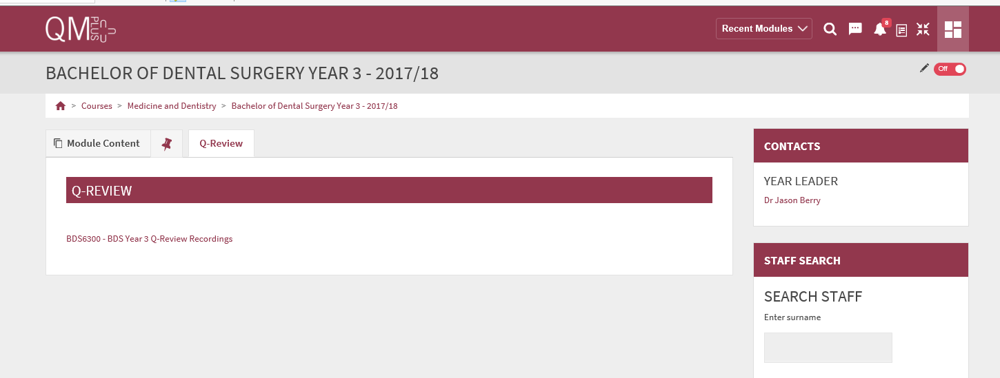 QM PLUS
Recent Modules
8
BACHELOR OF DENTAL SURGERY YEAR 3 - 2017/18
Off
> Courses > Medicine and Dentistry > Bachelor of Dental Surgery Year 3 - 2017/18
Module Content
Q-Review
Q-REVIEW
BDS6300 - BDS Year 3 Q-Review Recordings
CONTACTS
YEAR LEADER
Dr Jason Berry
STAFF SEARCH
SEARCH STAFF
Enter surname